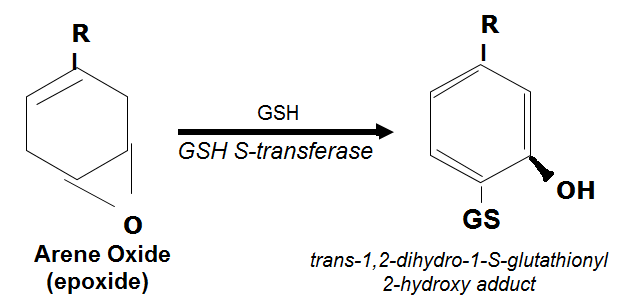 R
O
Arene Oxide
(epoxide)
GSH
GSH S-transferase
R
OH
GS
trans-1,2-dihydro-1-S-glutathionyl
2-hydroxy adduct